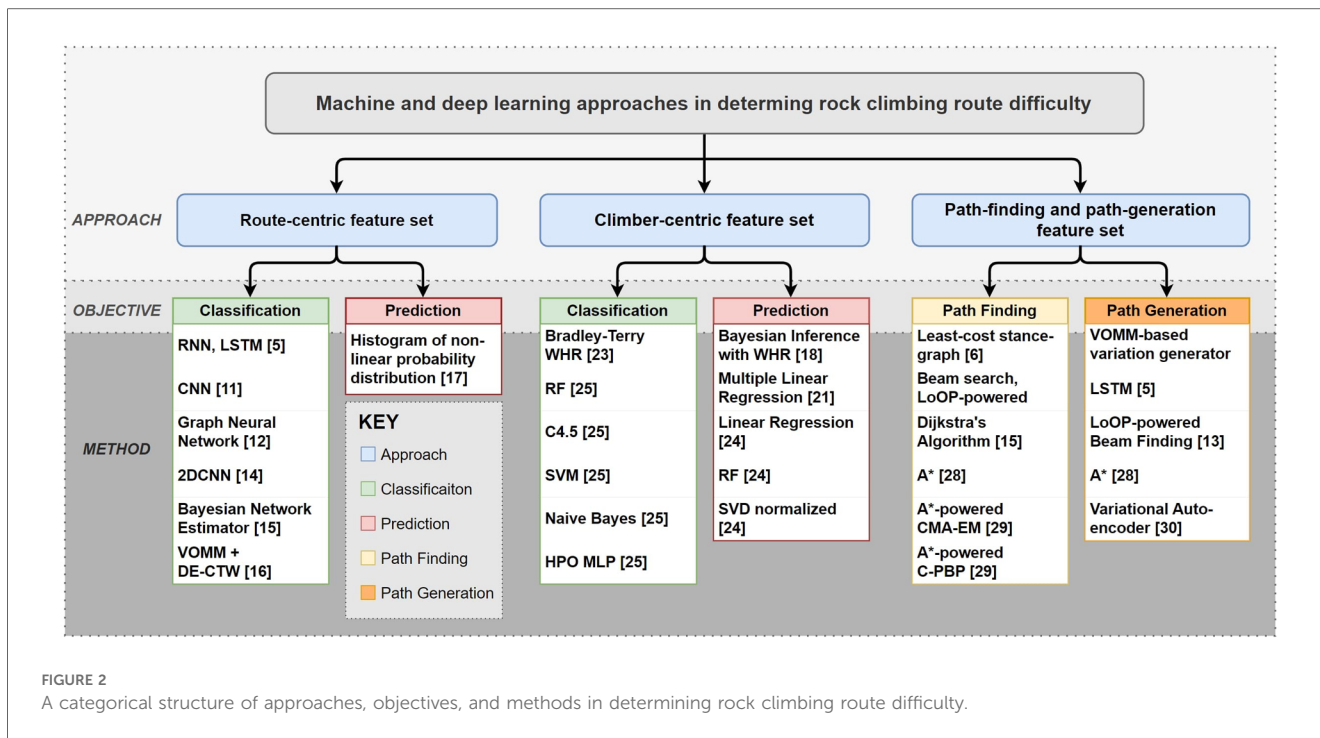 Machine and deep learning approaches in determing rock climbing route difficulty
APPROACH
Route-centric feature set
Climber-centric feature set
Path-finding and path-generation
feature set
OBJECTIVE
Classification
Prediction
Classification
Prediction
Path Finding
Path Generation
METHOD
RNN, LSTM [5]
CNN [11]
Graph Neural
Network [12]
2DCNN [14]
Bayesian Network
Estimator [15]
VOMM +
DE-CTW [16]
Histogram of non-
linear probability
distribution [17]
KEY
Approach
Classificaiton
Prediction
Path Finding
Path Generation
Bradley-Terry
WHR [23]
RF [25]
C4.5 [25]
SVM [25]
Naive Bayes [25]
HPO MLP [25]
Bayesian Inference
with WHR [18]
Multiple Linear
Regression [21]
Linear Regression
[24]
RF [24]
SVD normalized
[24]
Least-cost stance-
graph [6]
Beam search,
LoOP-powered
Dijkstra's
Algorithm [15]
A* [28]
A*-powered
CMA-EM [29]
A*-powered
C-PBP [29]
VOMM-based
variation generator
LSTM [5]
LoOP-powered
Beam Finding [13]
A* [28]
Variational Auto-
encoder [30]
FIGURE 2
A categorical structure of approaches, objectives, and methods in determining rock climbing route difficulty.